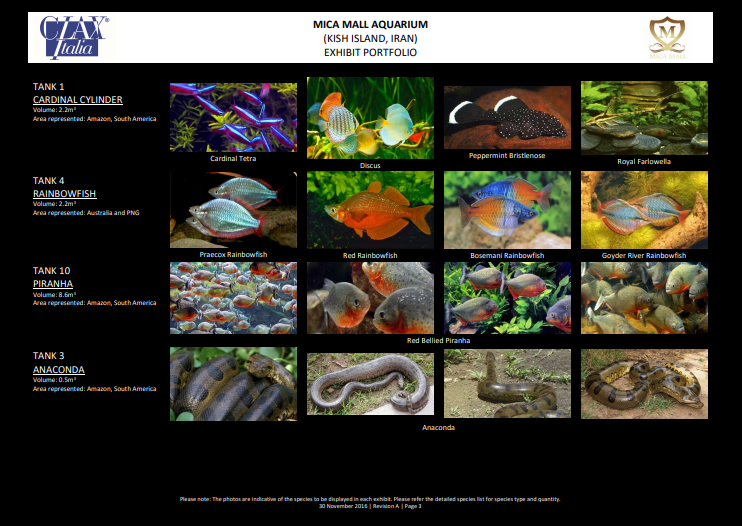 CLAX®
Italia
MICA MALL AQUARIUM
(KISH ISLAND, IRAN)
EXHIBIT PORTFOLIO
M
MICA MALL
TANK 1
CARDINAL CYLINDER
Volume: 2.2m³
Area represented: Amazon, South America
Cardinal Tetra
Discus
Peppermint Bristlenose
Royal Farlowella
TANK 4
RAINBOWFISH
Volume: 2.2m³
Area represented: Australia and PNG
Praecox Rainbowfish
Red Rainbowfish
Bosemani Rainbowfish
Goyder River Rainbowfish
TANK 10
PIRANHA
Volume: 8.6m³
Area represented: Amazon, South America
Red Bellied Piranha
TANK 3
ANACONDA
Volume: 0.5m³
Area represented: Amazon, South America
Anaconda
Please note: The photos are indicative of the species to be displayed in each exhibit. Please refer the detailed species list for species type and quantity.
30 November 2016 | Revision A | Page 3